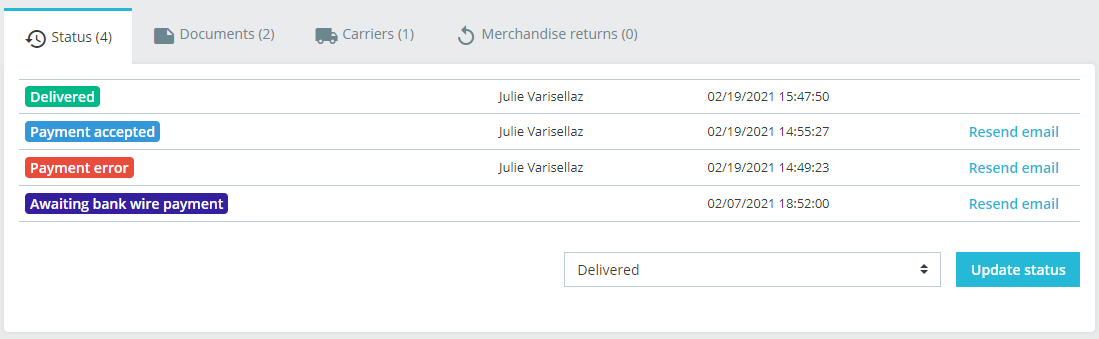 Status (4) Documents (2) Carriers (1) Merchandise returns (0)
Delivered Julie Varisellaz 02/19/2021 15:47:50
Payment accepted Julie Varisellaz 02/19/2021 14:55:27 Resend email
Payment error Julie Varisellaz 02/19/2021 14:49:23 Resend email
Awaiting bank wire payment 02/07/2021 18:52:00 Resend email
Delivered Update status